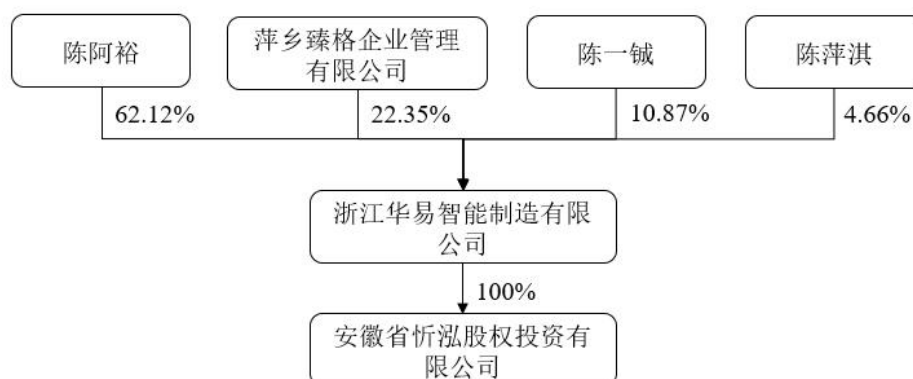 陈阿裕
萍乡臻格企业管理
有限公司
陈一铖
陈萍淇
62.12%
22.35%
10.87%
4.66%
浙江华易智能制造有限
公司
100%
安徽省忻泓股权投资有
限公司